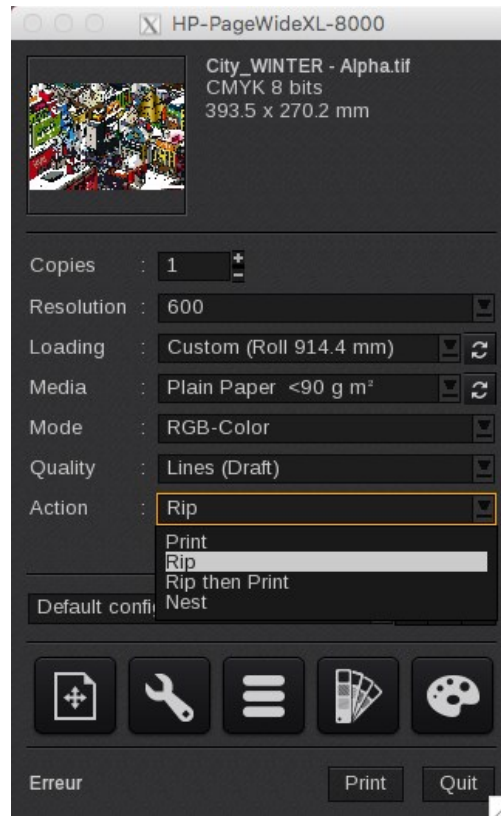 HP-PageWideXL-8000
City_WINTER - Alpha.tif
CMYK 8 bits
393.5 x 270.2 mm
Copies : 1
Resolution : 600
Loading : Custom (Roll 914.4 mm)
Media : Plain Paper <90 g m²
Mode : RGB-Color
Quality : Lines (Draft)
Action : Rip
Print
Rip
Rip then Print
Nest
Default confi
Erreur Print Quit